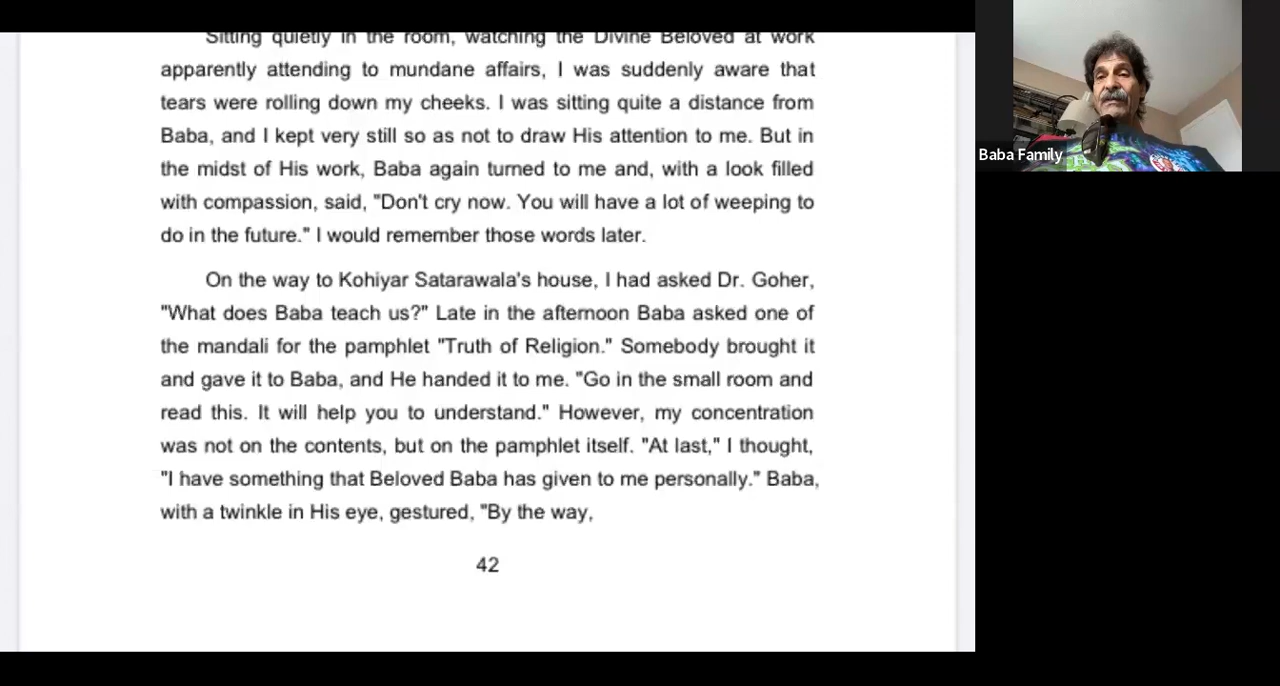 Sitting quietly in the room, watching the Divine Beloved at work
apparently attending to mundane affairs, I was suddenly aware that
tears were rolling down my cheeks. I was sitting quite a distance from
Baba, and I kept very still so as not to draw His attention to me. But in
the midst of His work, Baba again turned to me and, with a look filled
with compassion, said, "Don't cry now. You will have a lot of weeping to
do in the future." I would remember those words later.
On the way to Kohiyar Satarawala's house, I had asked Dr. Goher,
"What does Baba teach us?" Late in the afternoon Baba asked one of
the mandali for the pamphlet "Truth of Religion." Somebody brought it
and gave it to Baba, and He handed it to me. "Go in the small room and
read this. It will help you to understand." However, my concentration
was not on the contents, but on the pamphlet itself. "At last," I thought,
"I have something that Beloved Baba has given to me personally." Baba,
with a twinkle in His eye, gestured, "By the way,
42
Baba Family